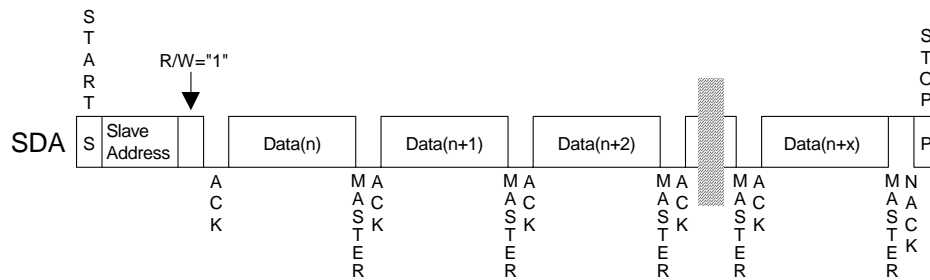 START
STOP
R/W="1"
SDA
S
Slave
Address
Data(n)
Data(n+1)
Data(n+2)
Data(n+x)
P
ACK
MASTER
ACK
MASTER
ACK
MASTER
ACK
MASTER
ACK
MASTER
NACK